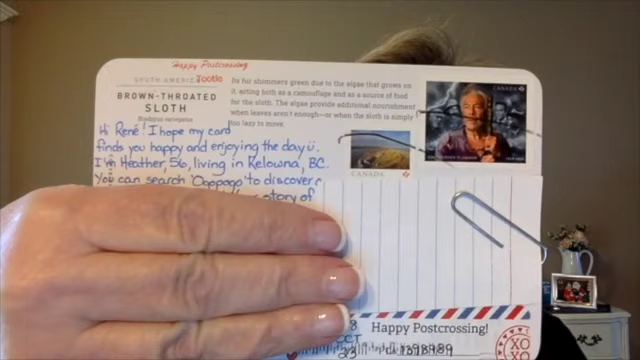 Happy Postcrossing
SOUTH AMERIC Tootle
BROWN-THROATED
SLOTH
Bradypus variegatus
Its fur shimmers green due to the algae that grows on
it, acting both as a camouflage and as a source of food
for the sloth. The algae provide additional nourishment
when leaves aren't enough—or when the sloth is simply
too lazy to move.
CANADA P
CANADA
Hi René! I hope my card
finds you happy and enjoying the day ü.
I'm Heather, 56, living in Kelowna, BC.
You can search 'Ogopogo' to discover
story of
8
OCT
Happy Postcrossing!
XO
XO